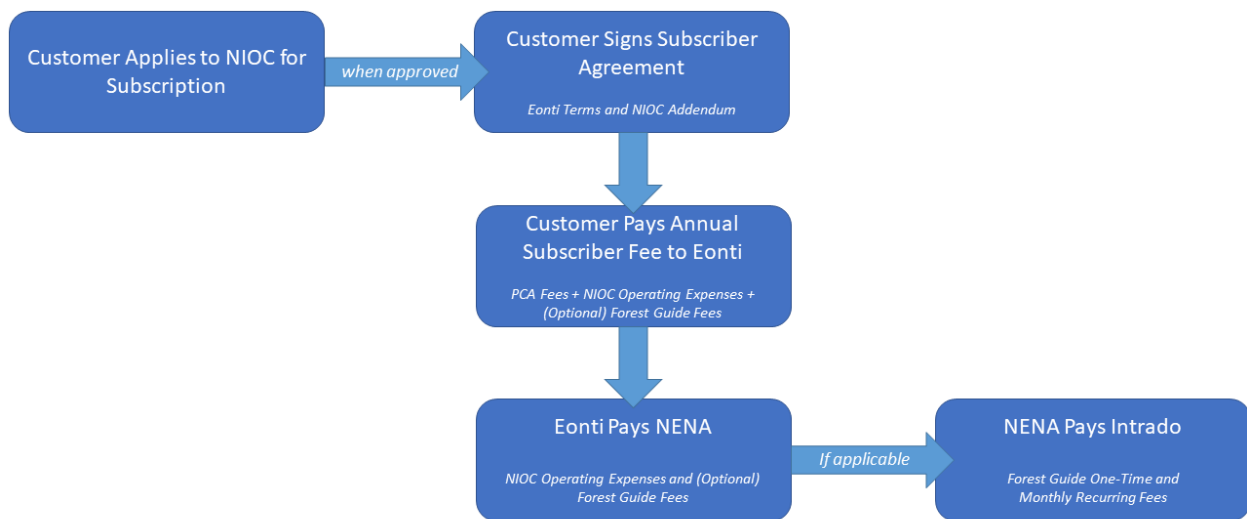 Customer Applies to NIOC for
Subscription
when approved
Customer Signs Subscriber
Agreement
Eonti Terms and NIOC Addendum
Customer Pays Annual
Subscriber Fee to Eonti
PCA Fees + NIOC Operating Expenses +
(Optional) Forest Guide Fees
Eonti Pays NENA
NIOC Operating Expenses and (Optional)
Forest Guide Fees
If applicable
NENA Pays Intrado
Forest Guide One-Time and
Monthly Recurring Fees